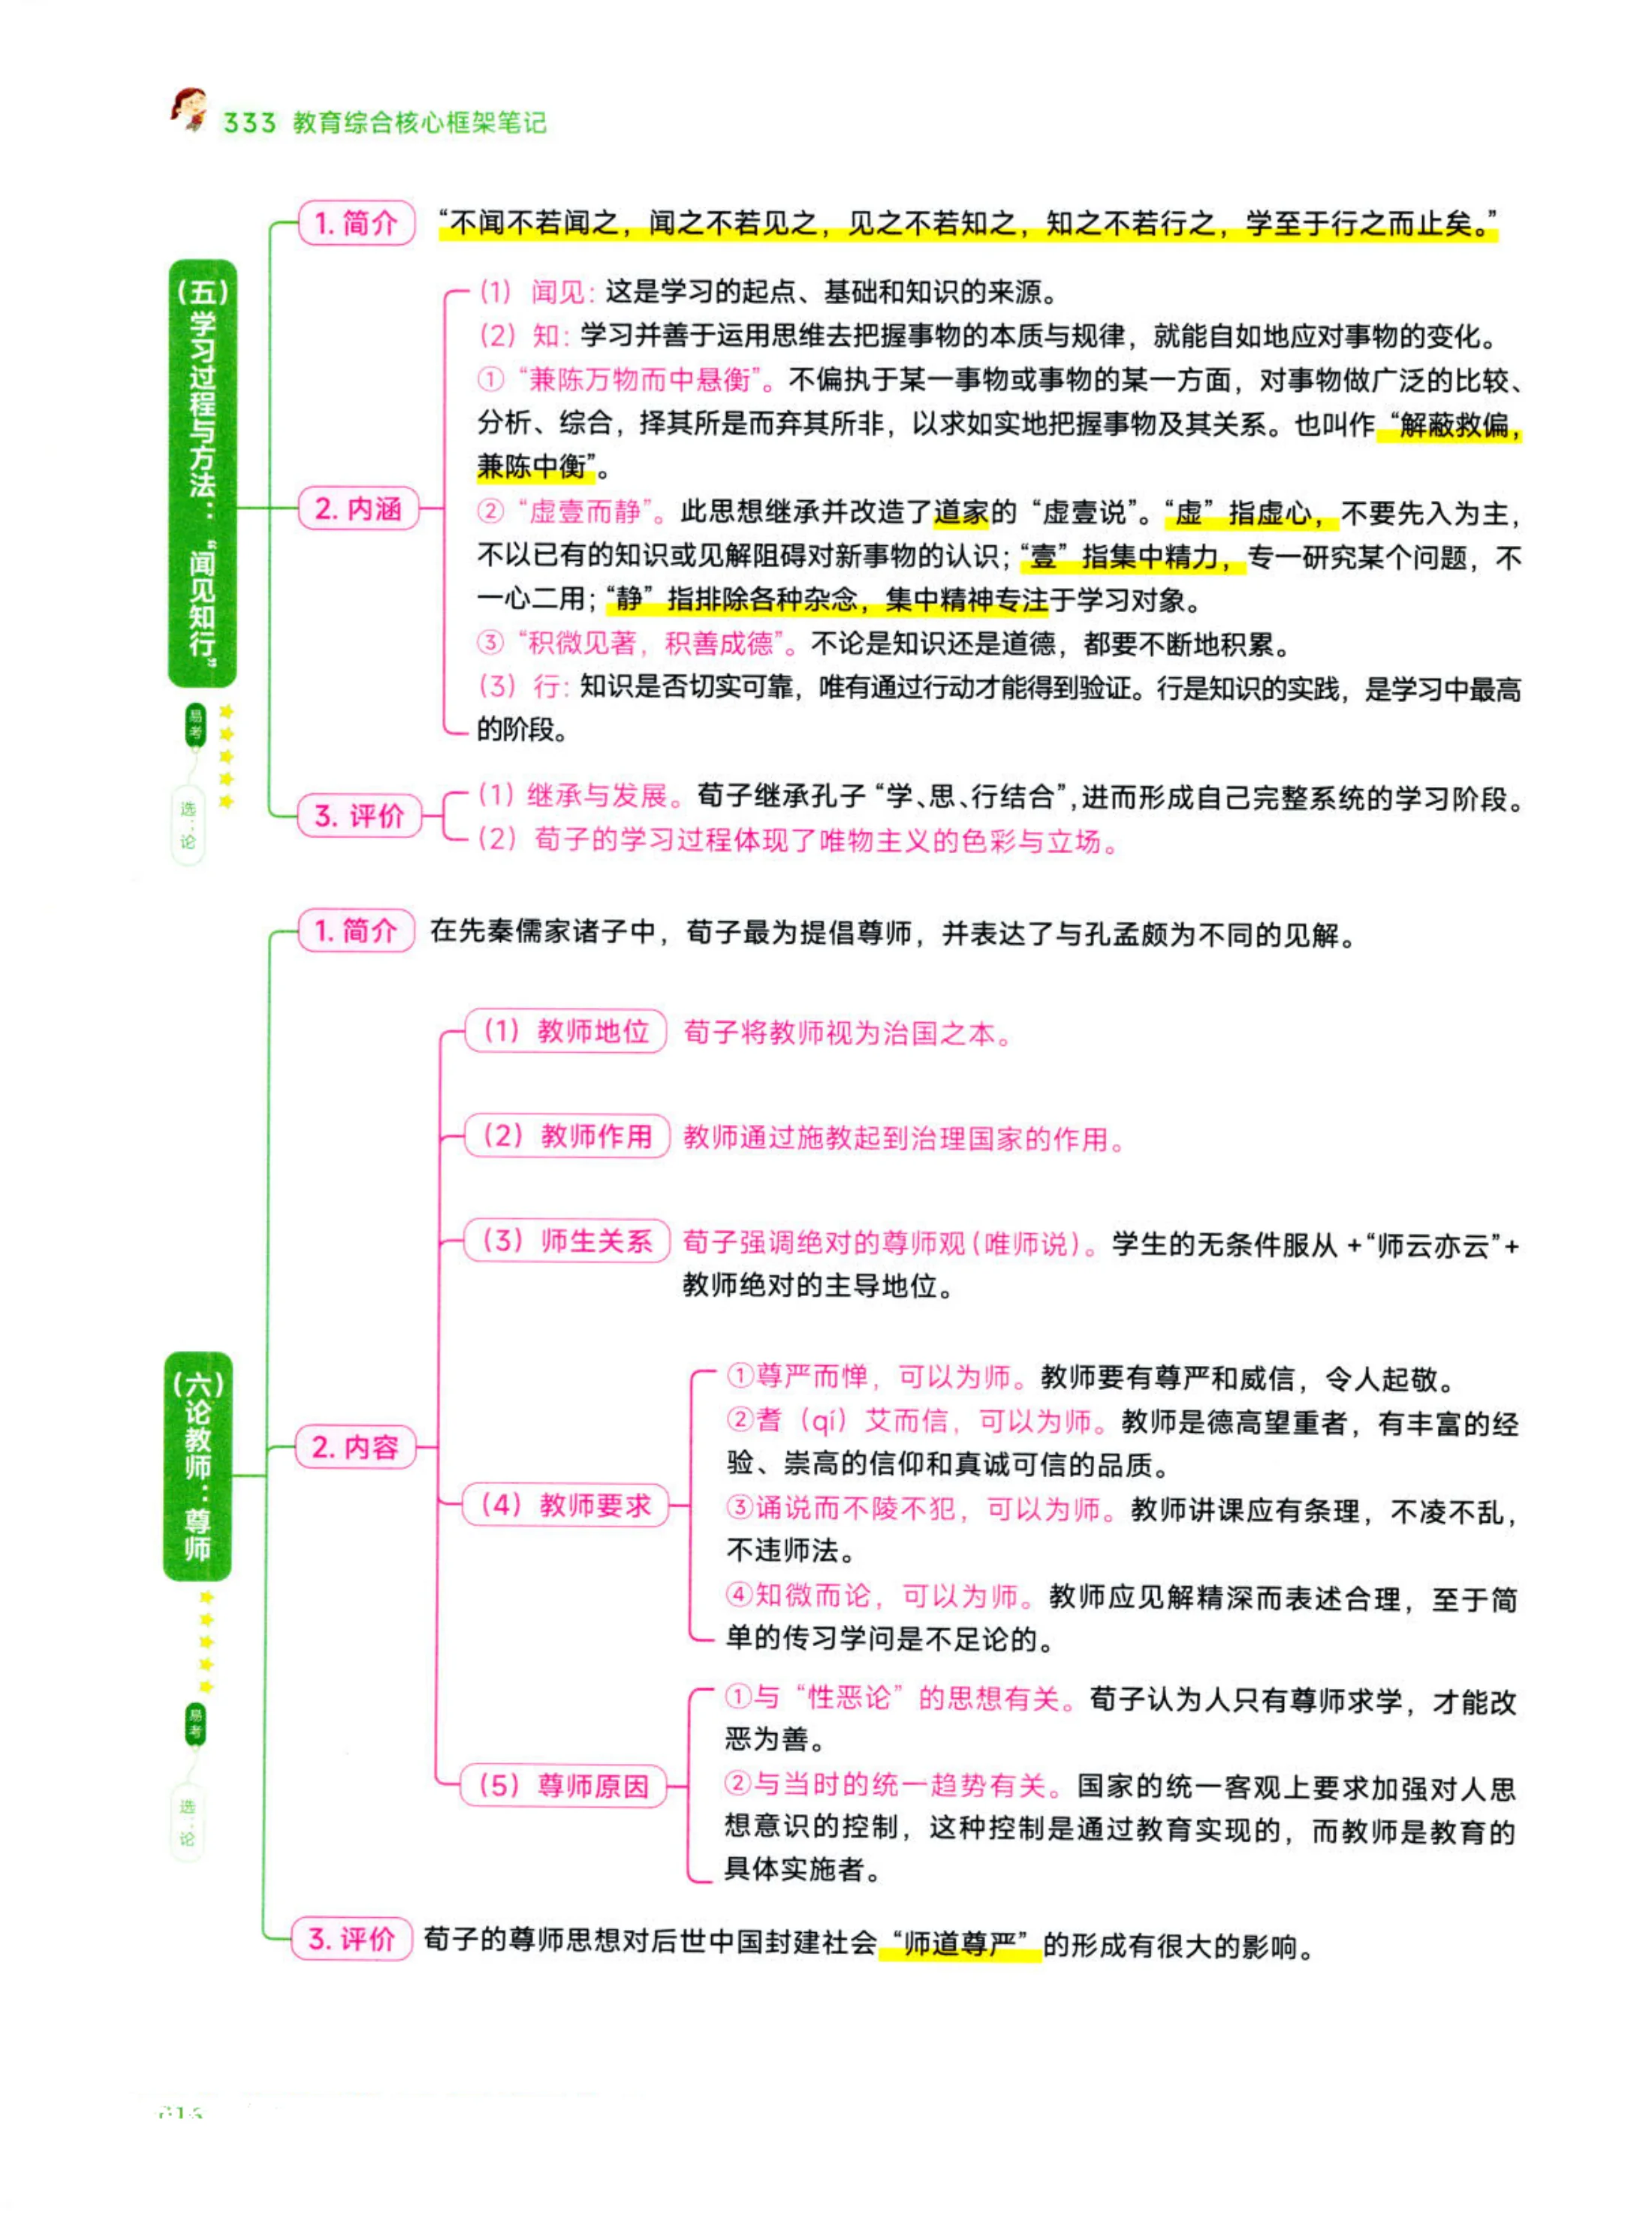 333 教育综合核心框架笔记
(五)学习过程与方法：“闻见知行”
易考
选；论
1. 简介
“不闻不若闻之，闻之不若见之，见之不若知之，知之不若行之，学至于行之而止矣。”
2. 内涵
(1) 闻见：这是学习的起点、基础和知识的来源。
(2) 知：学习并善于运用思维去把握事物的本质与规律，就能自如地应对事物的变化。
①“兼陈万物而中悬衡”。不偏执于某一事物或事物的某一方面，对事物做广泛的比较、
分析、综合，择其所是而弃其所非，以求如实地把握事物及其关系。也叫作“解蔽救偏，
兼陈中衡”。
②“虚壹而静”。此思想继承并改造了道家的“虚壹说”。“虚”指虚心，不要先入为主，
不以已有的知识或见解阻碍对新事物的认识；“壹”指集中精力，专一研究某个问题，不
一心二用；“静”指排除各种杂念，集中精神专注于学习对象。
③“积微见著，积善成德”。不论是知识还是道德，都要不断地积累。
(3) 行：知识是否切实可靠，唯有通过行动才能得到验证。行是知识的实践，是学习中最高
的阶段。
3. 评价
(1) 继承与发展。荀子继承孔子“学、思、行结合”，进而形成自己完整系统的学习阶段。
(2) 荀子的学习过程体现了唯物主义的色彩与立场。
(六)论教师：尊师
易考
选；论
1. 简介
在先秦儒家诸子中，荀子最为提倡尊师，并表达了与孔孟颇为不同的见解。
2. 内容
(1) 教师地位
荀子将教师视为治国之本。
(2) 教师作用
教师通过施教起到治理国家的作用。
(3) 师生关系
荀子强调绝对的尊师观(唯师说)。学生的无条件服从+“师云亦云”+
教师绝对的主导地位。
(4) 教师要求
①尊严而惮，可以为师。教师要有尊严和威信，令人起敬。
②耆（qí）艾而信，可以为师。教师是德高望重者，有丰富的经
验、崇高的信仰和真诚可信的品质。
③诵说而不陵不犯，可以为师。教师讲课应有条理，不凌不乱，
不违师法。
④知微而论，可以为师。教师应见解精深而表述合理，至于简
单的传习学问是不足论的。
(5) 尊师原因
①与“性恶论”的思想有关。荀子认为人只有尊师求学，才能改
恶为善。
②与当时的统一趋势有关。国家的统一客观上要求加强对人思
想意识的控制，这种控制是通过教育实现的，而教师是教育的
具体实施者。
3. 评价
荀子的尊师思想对后世中国封建社会“师道尊严”的形成有很大的影响。